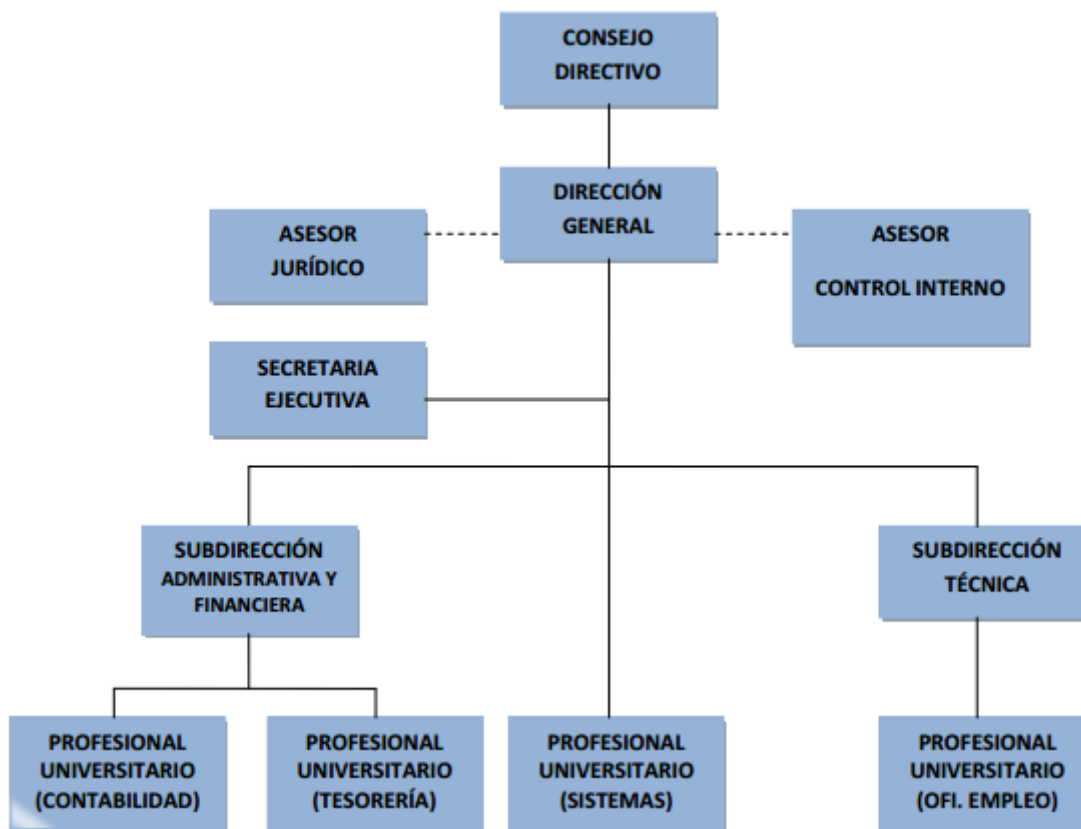 CONSEJO
DIRECTIVO
DIRECCIÓN
GENERAL
ASESOR
JURÍDICO
ASESOR
CONTROL INTERNO
SECRETARIA
EJECUTIVA
SUBDIRECCIÓN
ADMINISTRATIVA Y
FINANCIERA
SUBDIRECCIÓN
TÉCNICA
PROFESIONAL
UNIVERSITARIO
(CONTABILIDAD)
PROFESIONAL
UNIVERSITARIO
(TESORERÍA)
PROFESIONAL
UNIVERSITARIO
(SISTEMAS)
PROFESIONAL
UNIVERSITARIO
(OFI. EMPLEO)